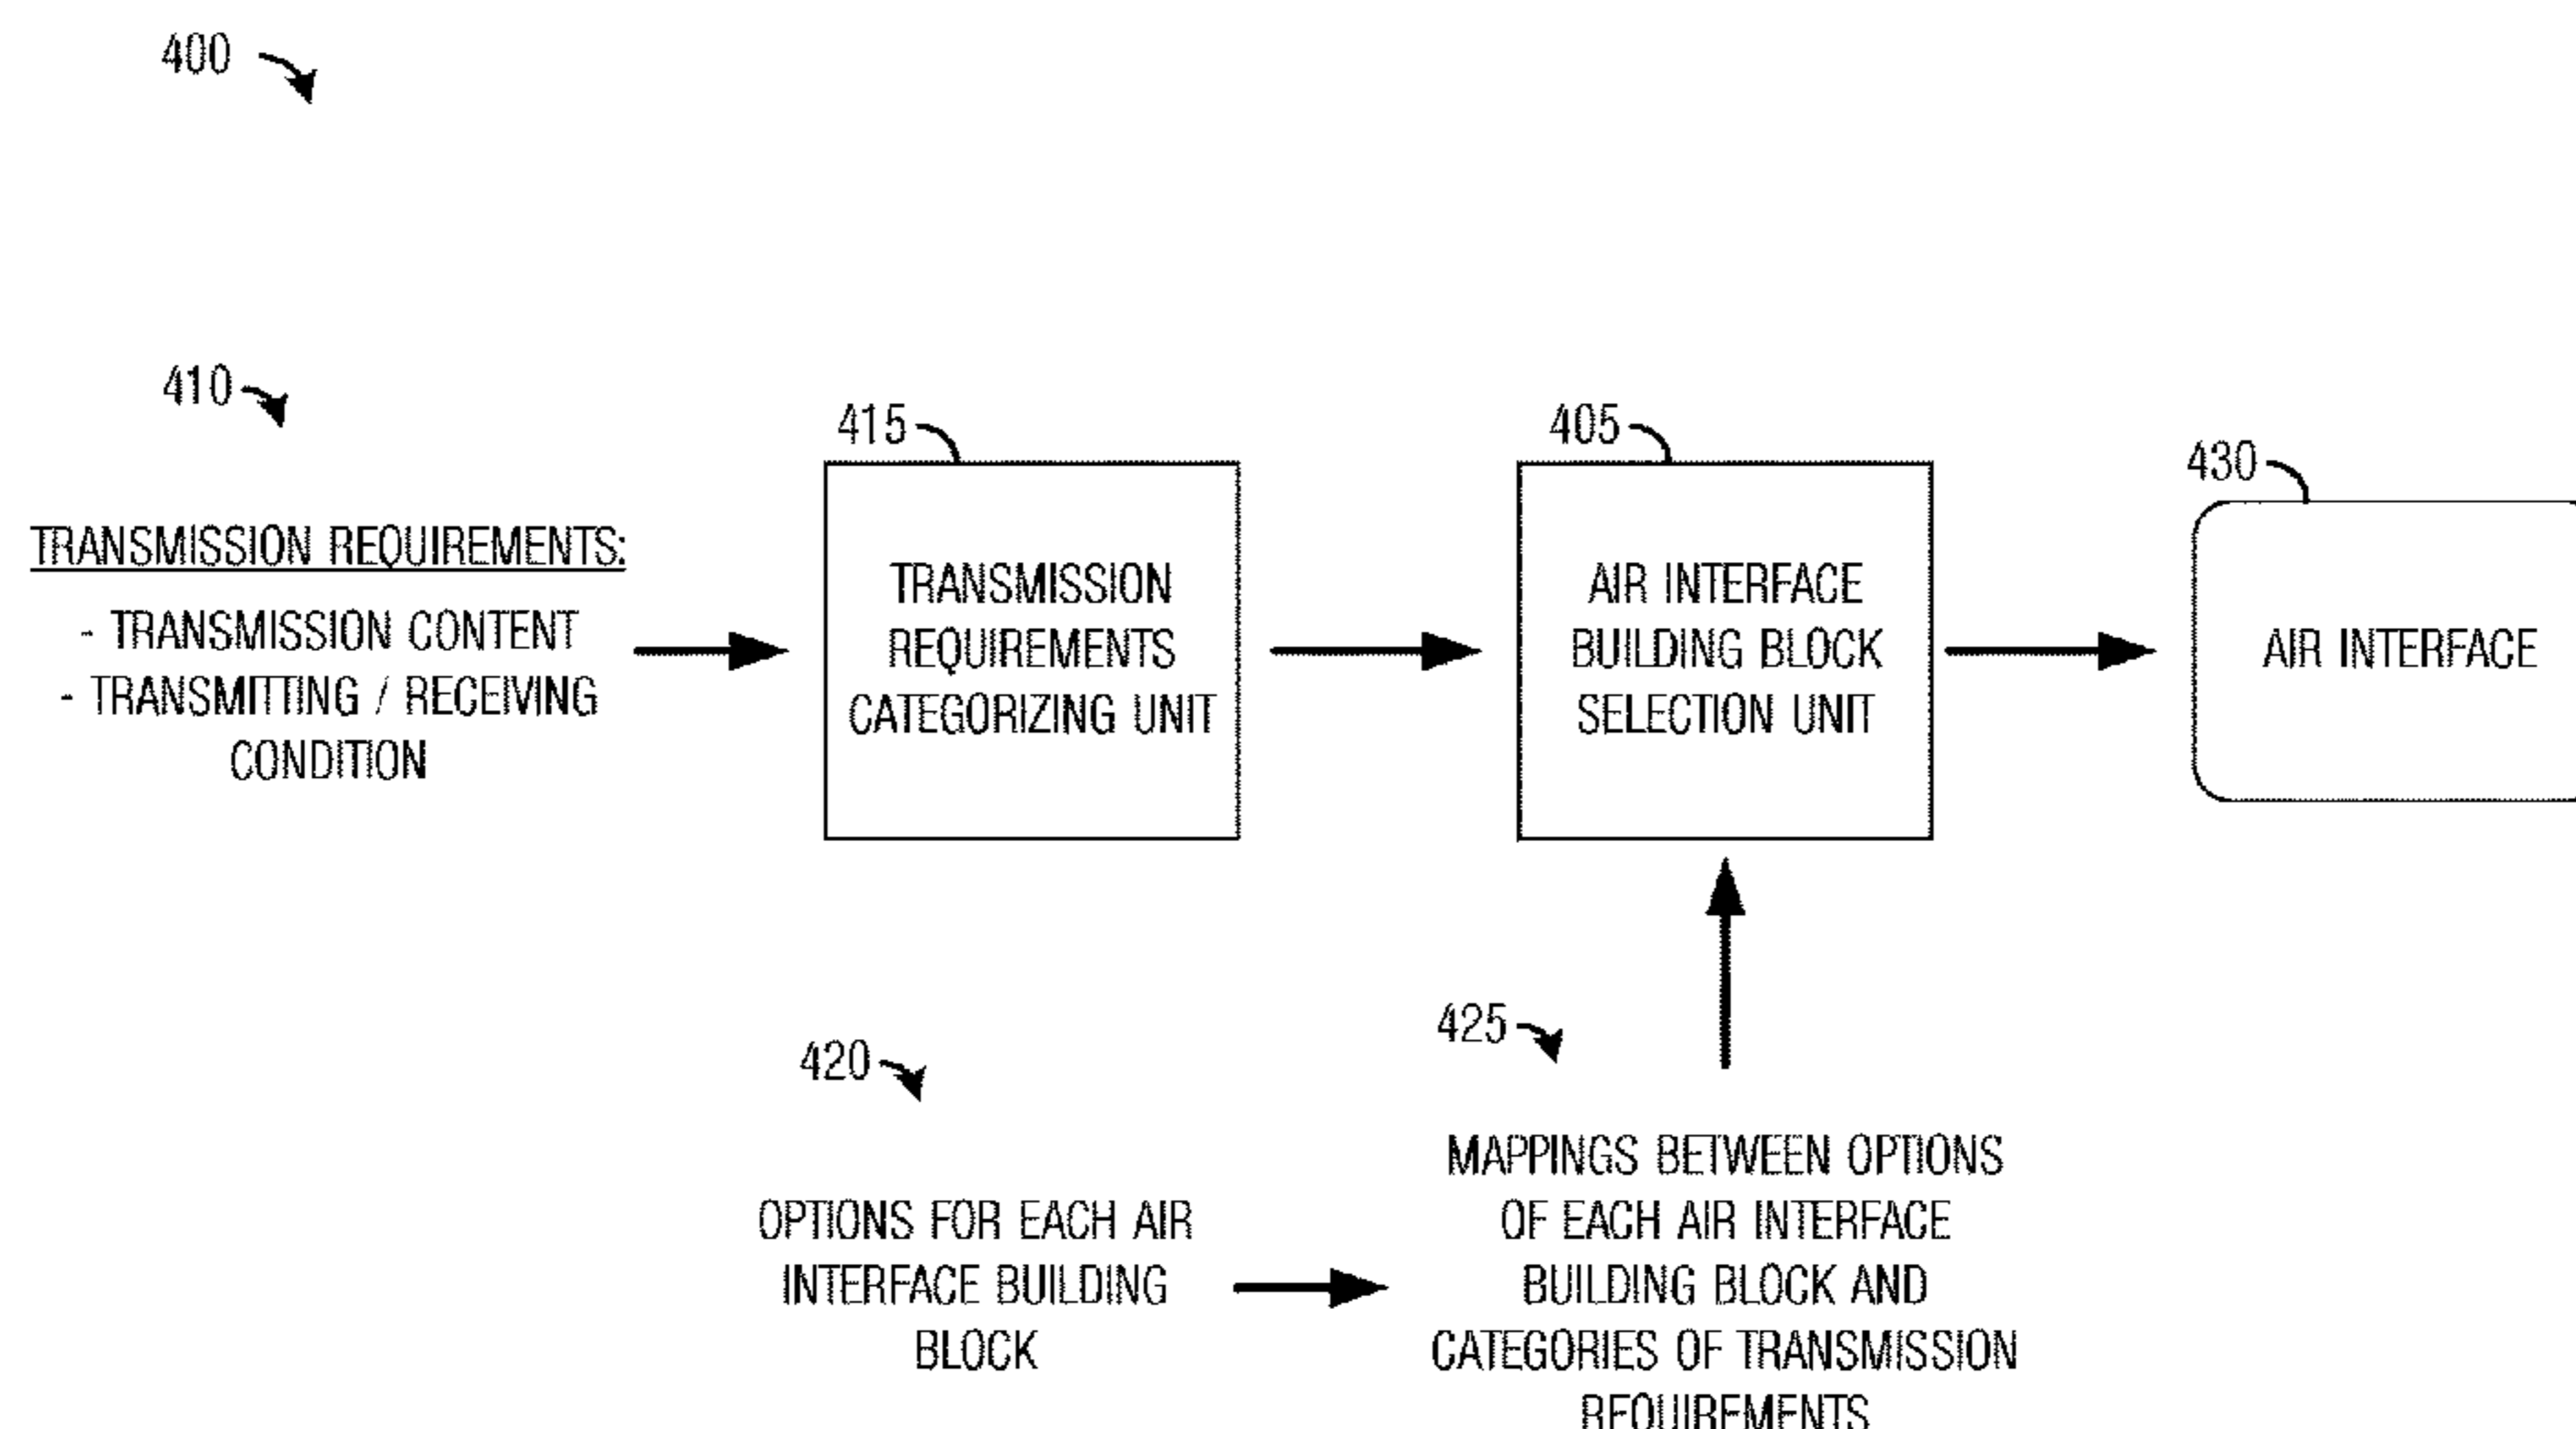 400
410
TRANSMISSION REQUIREMENTS:
- TRANSMISSION CONTENT
- TRANSMITTING / RECEIVING
CONDITION
415
TRANSMISSION
REQUIREMENTS
CATEGORIZING UNIT
405
AIR INTERFACE
BUILDING BLOCK
SELECTION UNIT
430
AIR INTERFACE
420
OPTIONS FOR EACH AIR
INTERFACE BUILDING
BLOCK
425
MAPPINGS BETWEEN OPTIONS
OF EACH AIR INTERFACE
BUILDING BLOCK AND
CATEGORIES OF TRANSMISSION
REQUIREMENTS